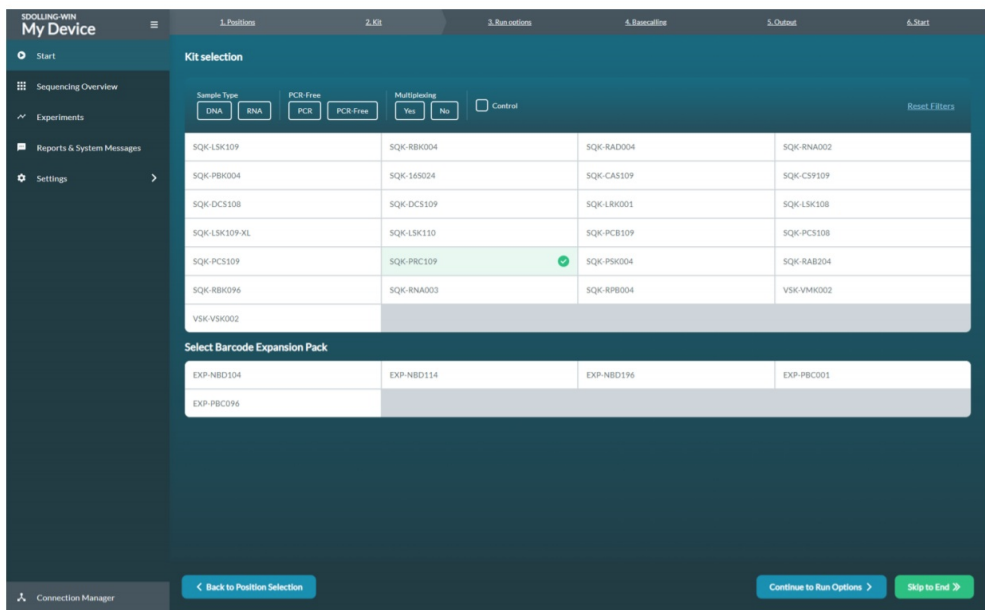 SDOLLING-WIN
My Device
1. Positions
2. Kit
3. Run options
4. Basecalling
5. Output
6. Start
Start
Sequencing Overview
Experiments
Reports & System Messages
Settings
Kit selection
Sample Type
PCR-Free
Multiplexing
DNA
RNA
PCR
PCR-Free
Yes
No
Control
Reset Filters
SQK-LSK109
SQK-RBK004
SQK-RAD004
SQK-RNA002
SQK-PBK004
SQK-16S024
SQK-CAS109
SQK-CS9109
SQK-DCS108
SQK-DCS109
SQK-LRK001
SQK-LSK108
SQK-LSK109-XL
SQK-LSK110
SQK-PCB109
SQK-PCS108
SQK-PCS109
SQK-PRC109
SQK-PSK004
SQK-RAB204
SQK-RBK096
SQK-RNA003
SQK-RPB004
VSK-VMK002
VSK-VSK002
Select Barcode Expansion Pack
EXP-NBD104
EXP-NBD114
EXP-NBD196
EXP-PBC001
EXP-PBC096
Back to Position Selection
Continue to Run Options
Skip to End
Connection Manager